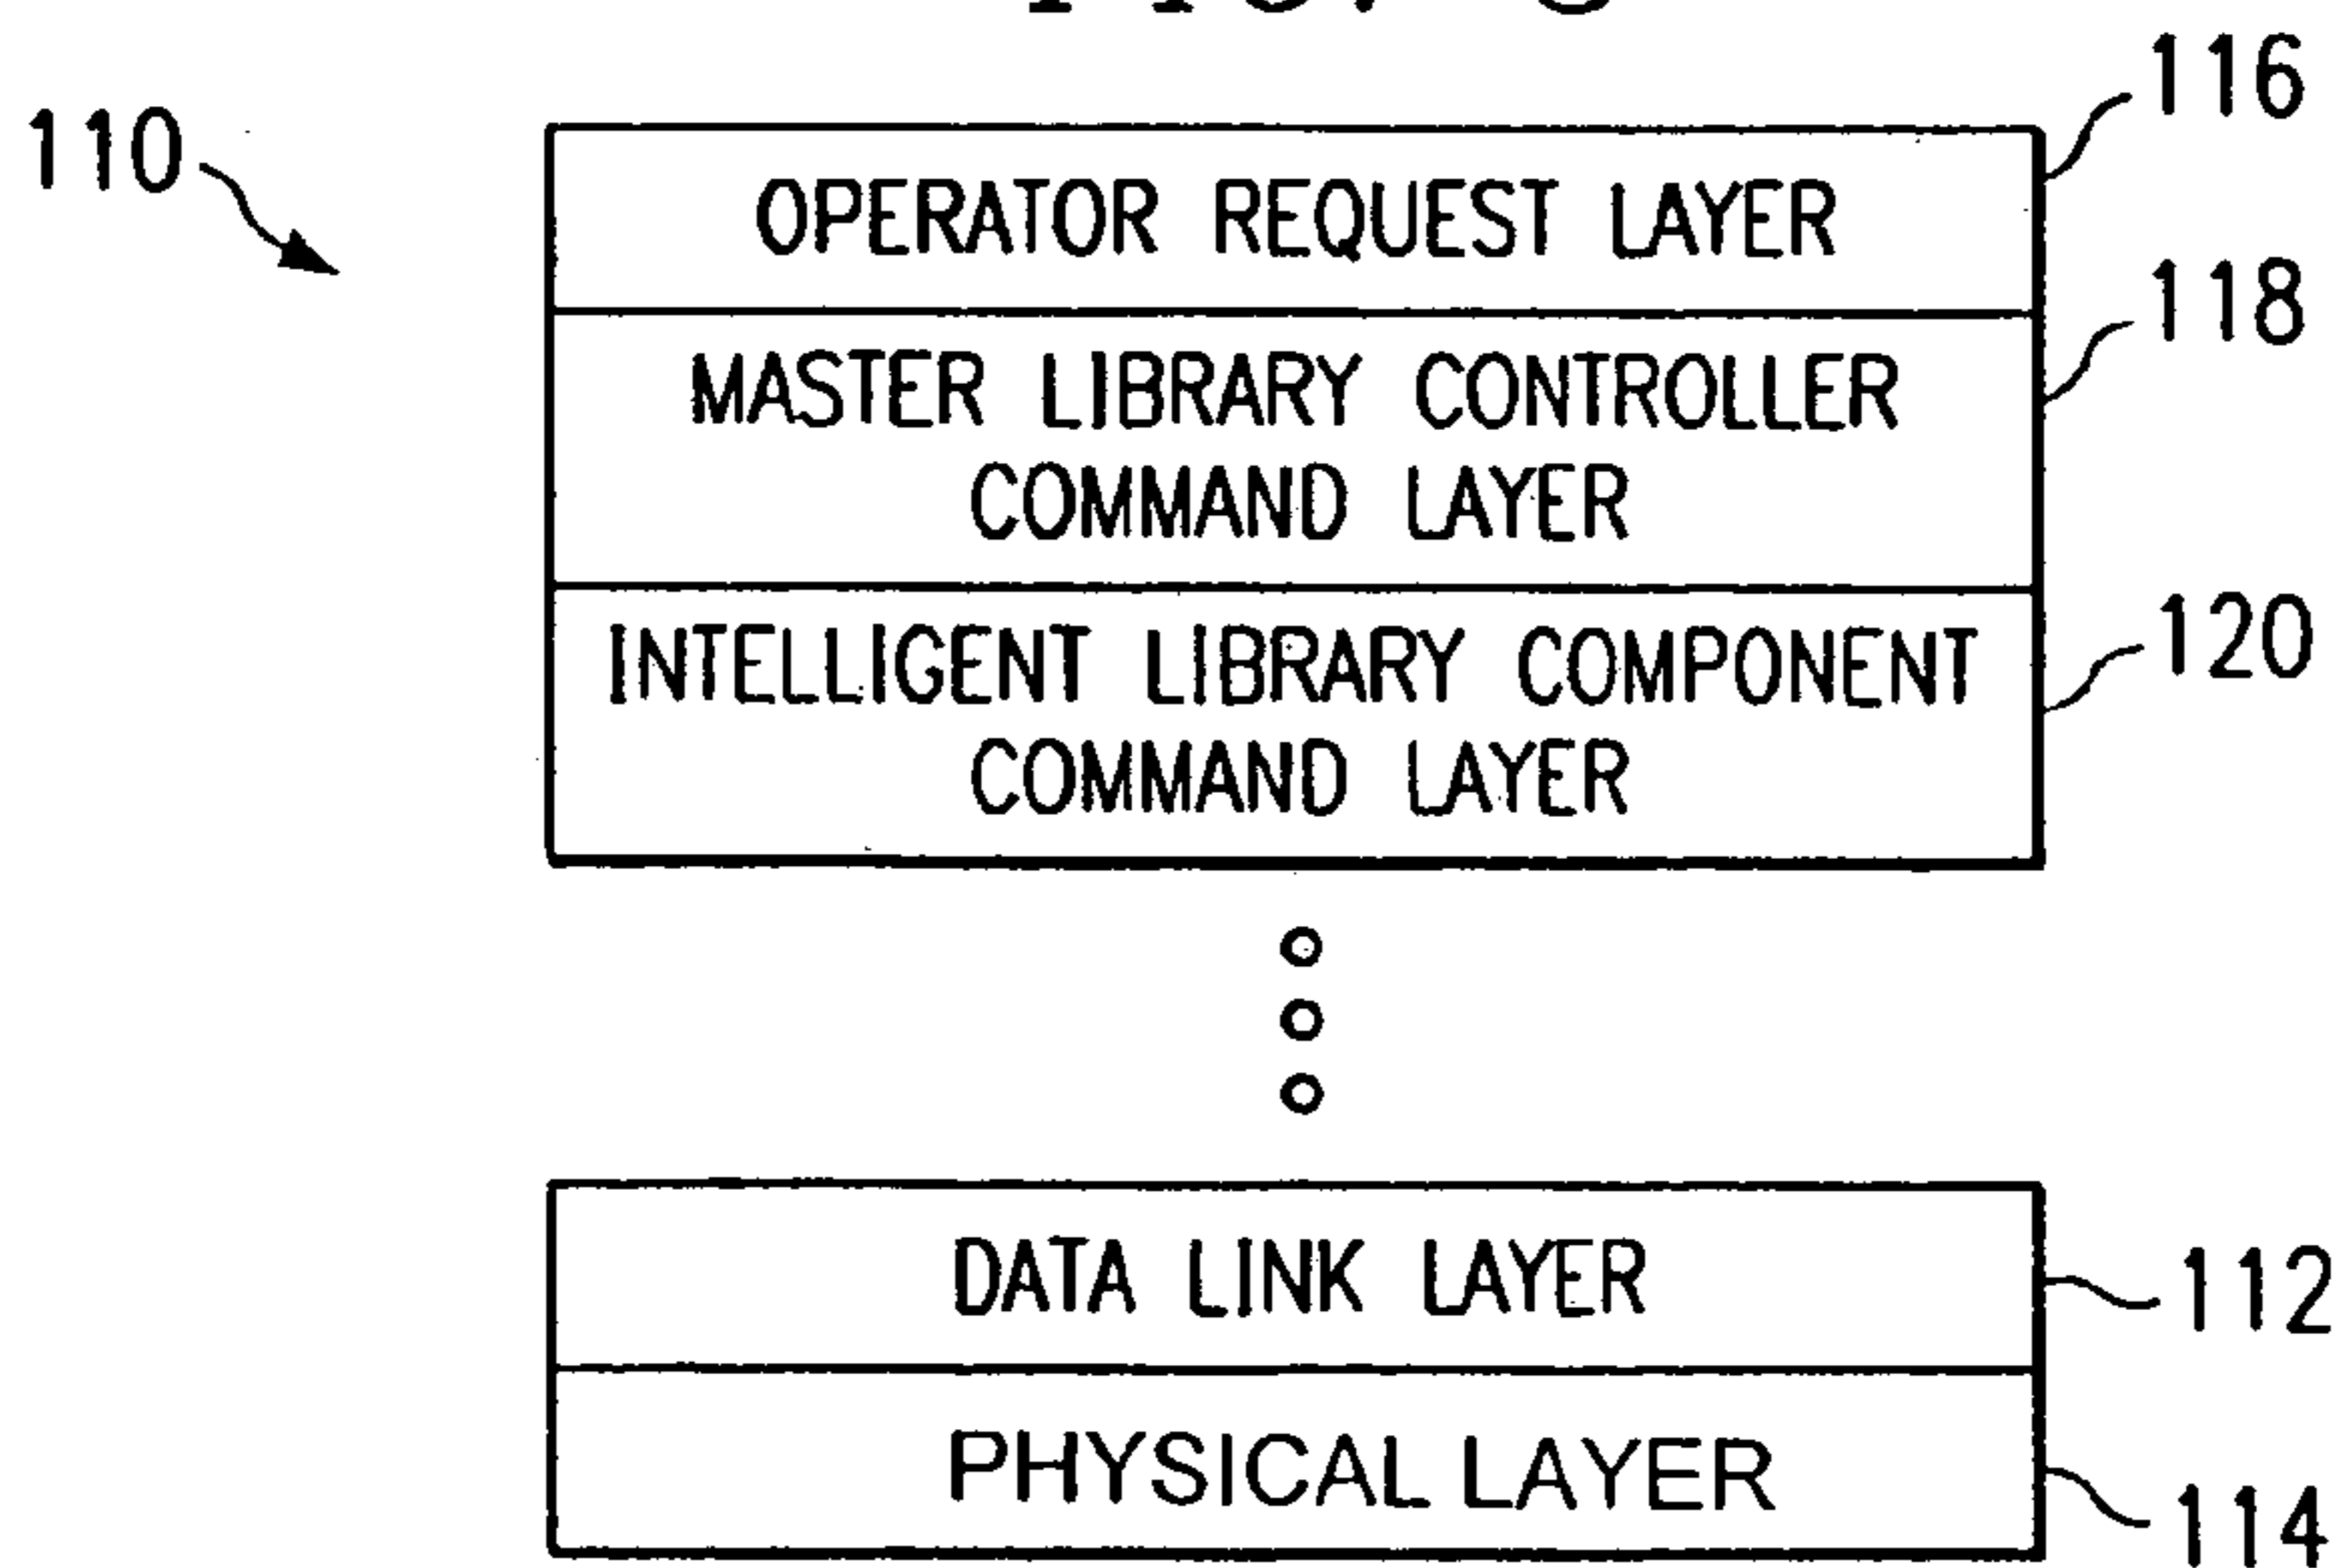 116
110
OPERATOR REQUEST LAYER
118
MASTER LIBRARY CONTROLLER
COMMAND LAYER
120
INTELLIGENT LIBRARY COMPONENT
COMMAND LAYER
DATA LINK LAYER
112
PHYSICAL LAYER
114